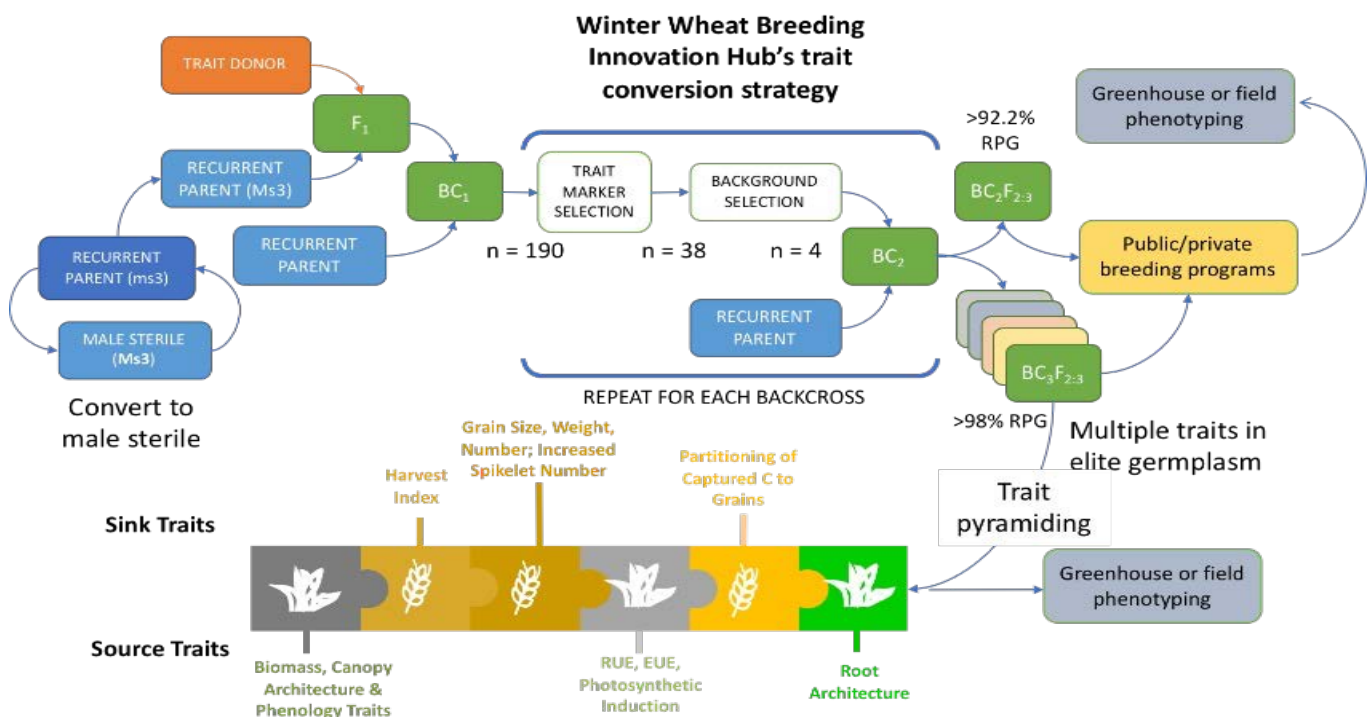 Winter Wheat Breeding
Innovation Hub's trait
conversion strategy
TRAIT DONOR
F1
RECURRENT
PARENT (Ms3)
RECURRENT
PARENT (ms3)
MALE STERILE
(Ms3)
Convert to
male sterile
RECURRENT
PARENT
BC1
TRAIT
MARKER
SELECTION
BACKGROUND
SELECTION
n = 190
n = 38
n = 4
BC2
RECURRENT
PARENT
REPEAT FOR EACH BACKCROSS
>92.2%
RPG
BC2F2:3
Greenhouse or field
phenotyping
Public/private
breeding programs
BC3F2:3
>98% RPG
Multiple traits in
elite germplasm
Trait
pyramiding
Greenhouse or field
phenotyping
Sink Traits
Harvest
Index
Grain Size, Weight,
Number; Increased
Spikelet Number
Partitioning of
Captured C to
Grains
Source Traits
Biomass, Canopy
Architecture &
Phenology Traits
RUE, EUE,
Photosynthetic
Induction
Root
Architecture